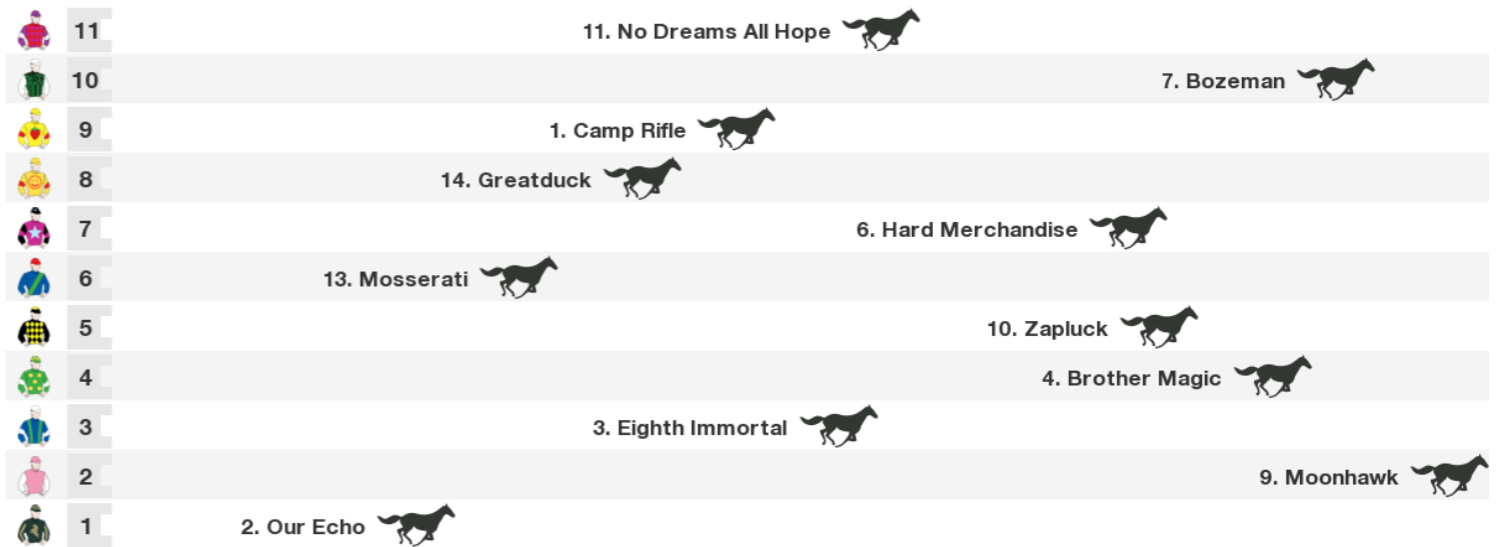 11 11. No Dreams All Hope
10 7. Bozeman
9 1. Camp Rifle
8 14. Greatduck
7 6. Hard Merchandise
6 13. Mosserati
5 10. Zapluck
4 4. Brother Magic
3 3. Eighth Immortal
2 9. Moonhawk
1 2. Our Echo